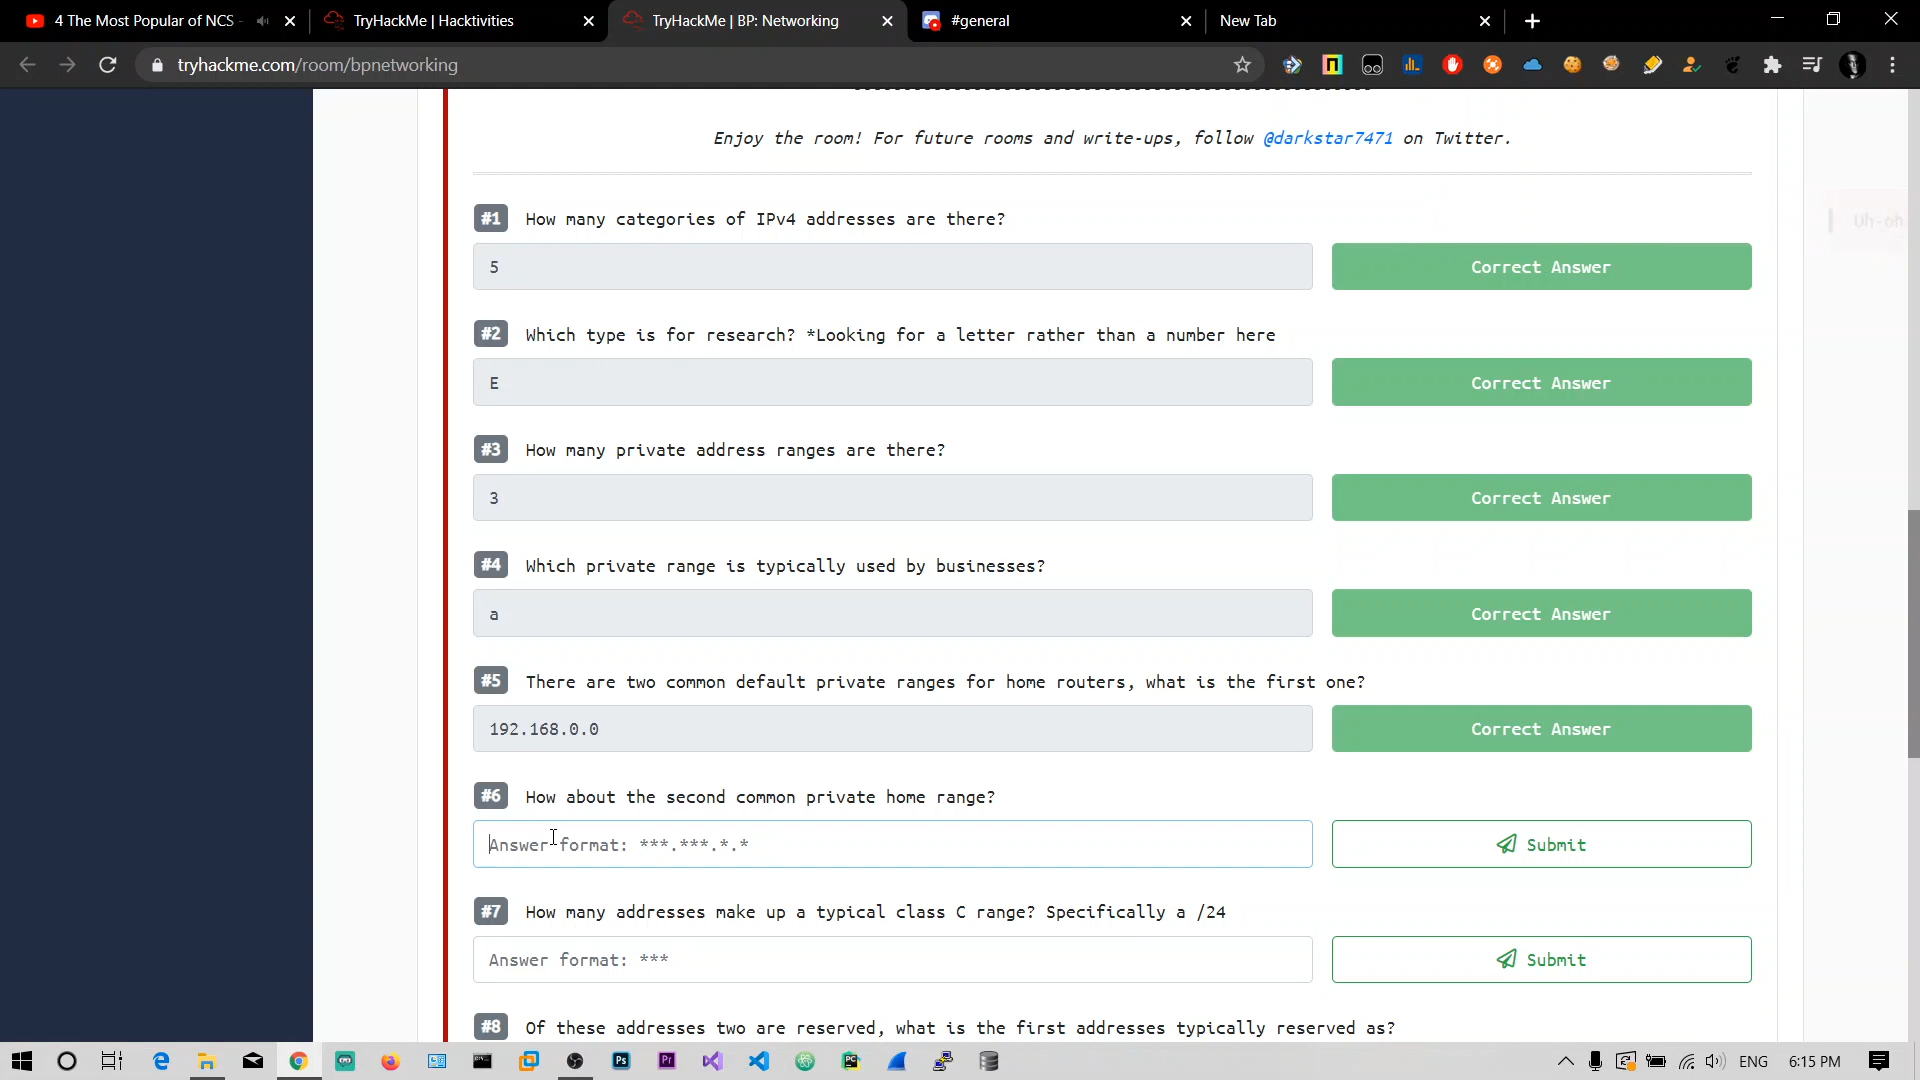 4 The Most Popular of NCS
TryHackMe | Hacktivities
TryHackMe | BP: Networking
#general
New Tab
tryhackme.com/room/bpnetworking
Enjoy the room! For future rooms and write-ups, follow @darkstar7471 on Twitter.
Uh-oh
#1 How many categories of IPv4 addresses are there?
5
Correct Answer
#2 Which type is for research? *Looking for a letter rather than a number here
E
Correct Answer
#3 How many private address ranges are there?
3
Correct Answer
#4 Which private range is typically used by businesses?
a
Correct Answer
#5 There are two common default private ranges for home routers, what is the first one?
192.168.0.0
Correct Answer
#6 How about the second common private home range?
Answer format: ***.***.*.*
Submit
#7 How many addresses make up a typical class C range? Specifically a /24
Answer format: ***
Submit
#8 Of these addresses two are reserved, what is the first addresses typically reserved as?
Ps
Pr
PC
ENG
6:15 PM